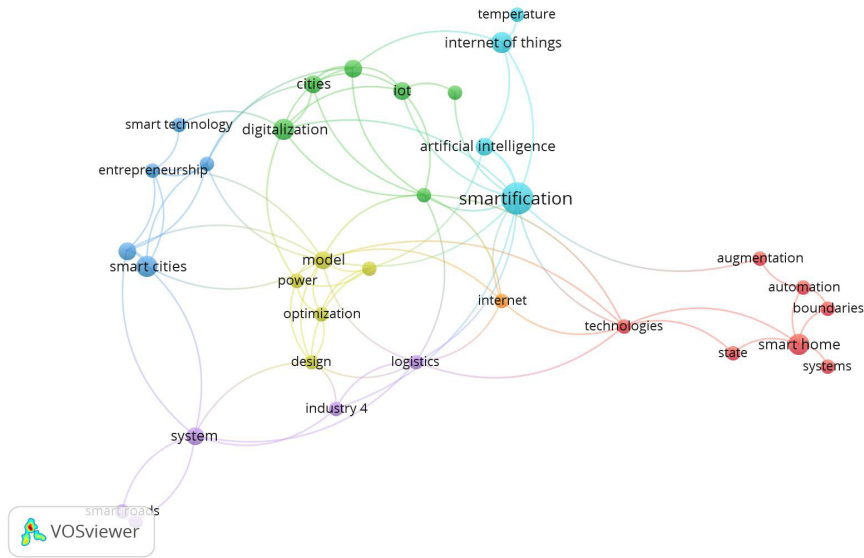 temperature
internet of things
cities
iot
smart technology
digitalization
artificial intelligence
entrepreneurship
smartification
smart cities
model
power
augmentation
automation
internet
boundaries
optimization
technologies
smart home
state
systems
design
logistics
industry 4
system
smart roads
VOSviewer